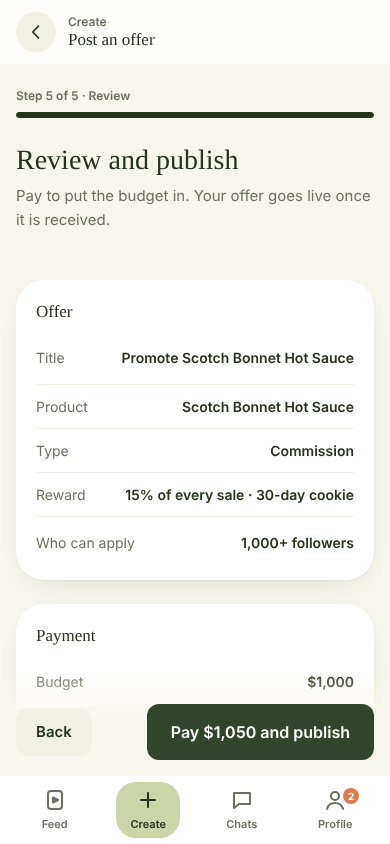 Create
Post an offer
Step 5 of 5 · Review
Review and publish
Pay to put the budget in. Your offer goes live once
it is received.
Offer
Title Promote Scotch Bonnet Hot Sauce
Product Scotch Bonnet Hot Sauce
Type Commission
Reward 15% of every sale · 30-day cookie
Who can apply 1,000+ followers
Payment
Budget $1,000
Back Pay $1,050 and publish
2
Feed Create Chats Profile